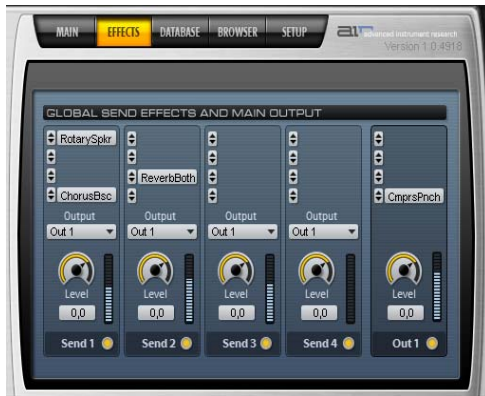 MAIN EFFECTS DATABASE BROWSER SETUP
air advanced instrument research
Version 1.0.4918
GLOBAL SEND EFFECTS AND MAIN OUTPUT
RotarySpkr
ReverbBoth
ChorusBsc CmprsPnch
Output Output Output Output
Out 1 Out 1 Out 1 Out 1
Level Level Level Level Level
0,0 0,0 0,0 0,0 0,0
Send 1 Send 2 Send 3 Send 4 Out 1